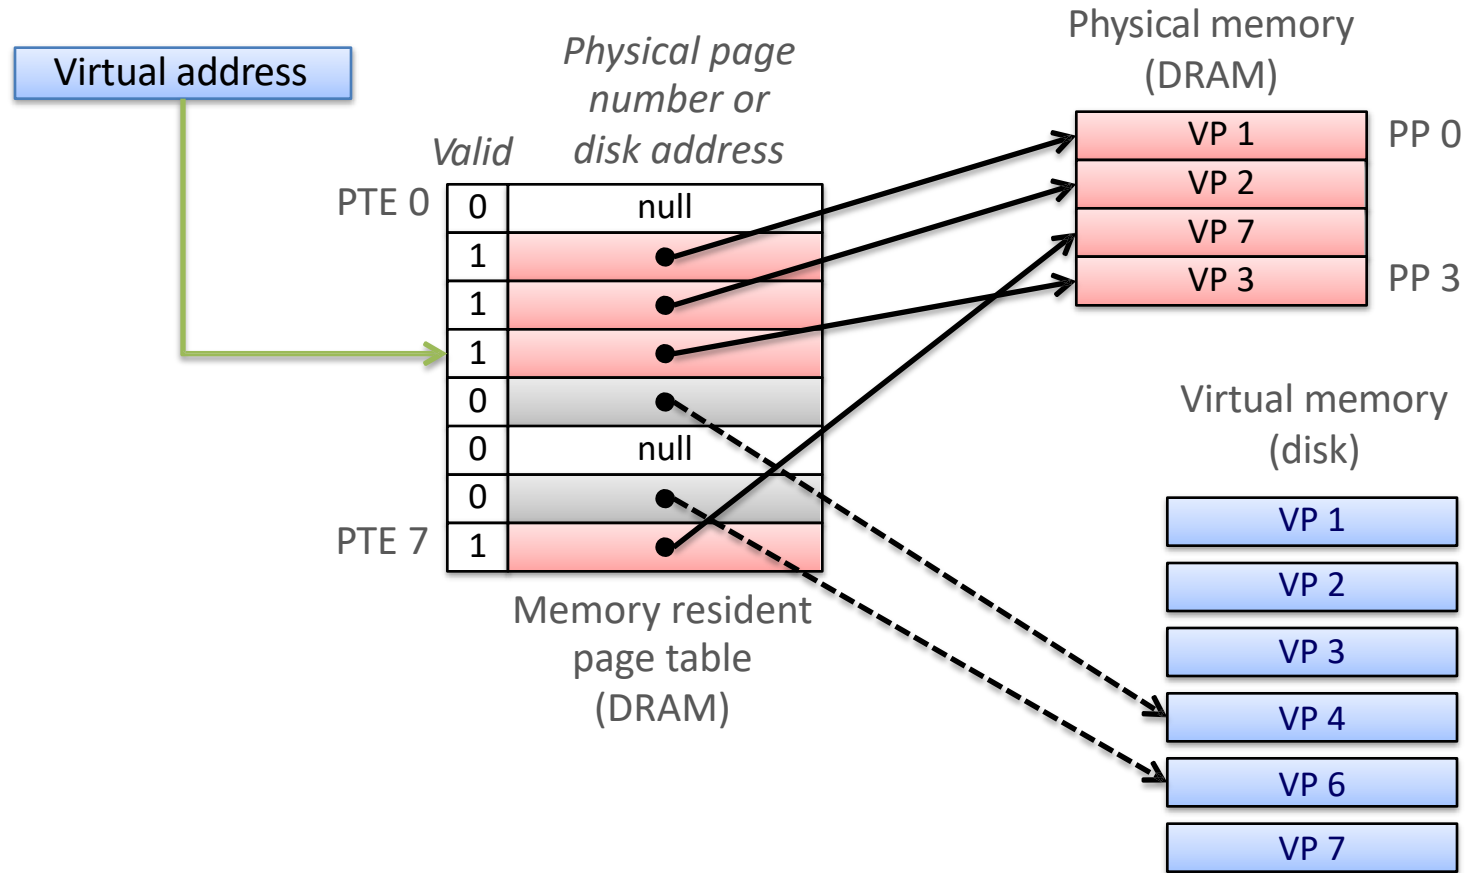 Virtual address
Physical page
number or
disk address
Valid
PTE 0
0 null
1
1
1
0
0 null
0
PTE 7 1
Memory resident
page table
(DRAM)
Physical memory
(DRAM)
VP 1 PP 0
VP 2
VP 7
VP 3 PP 3
Virtual memory
(disk)
VP 1
VP 2
VP 3
VP 4
VP 6
VP 7